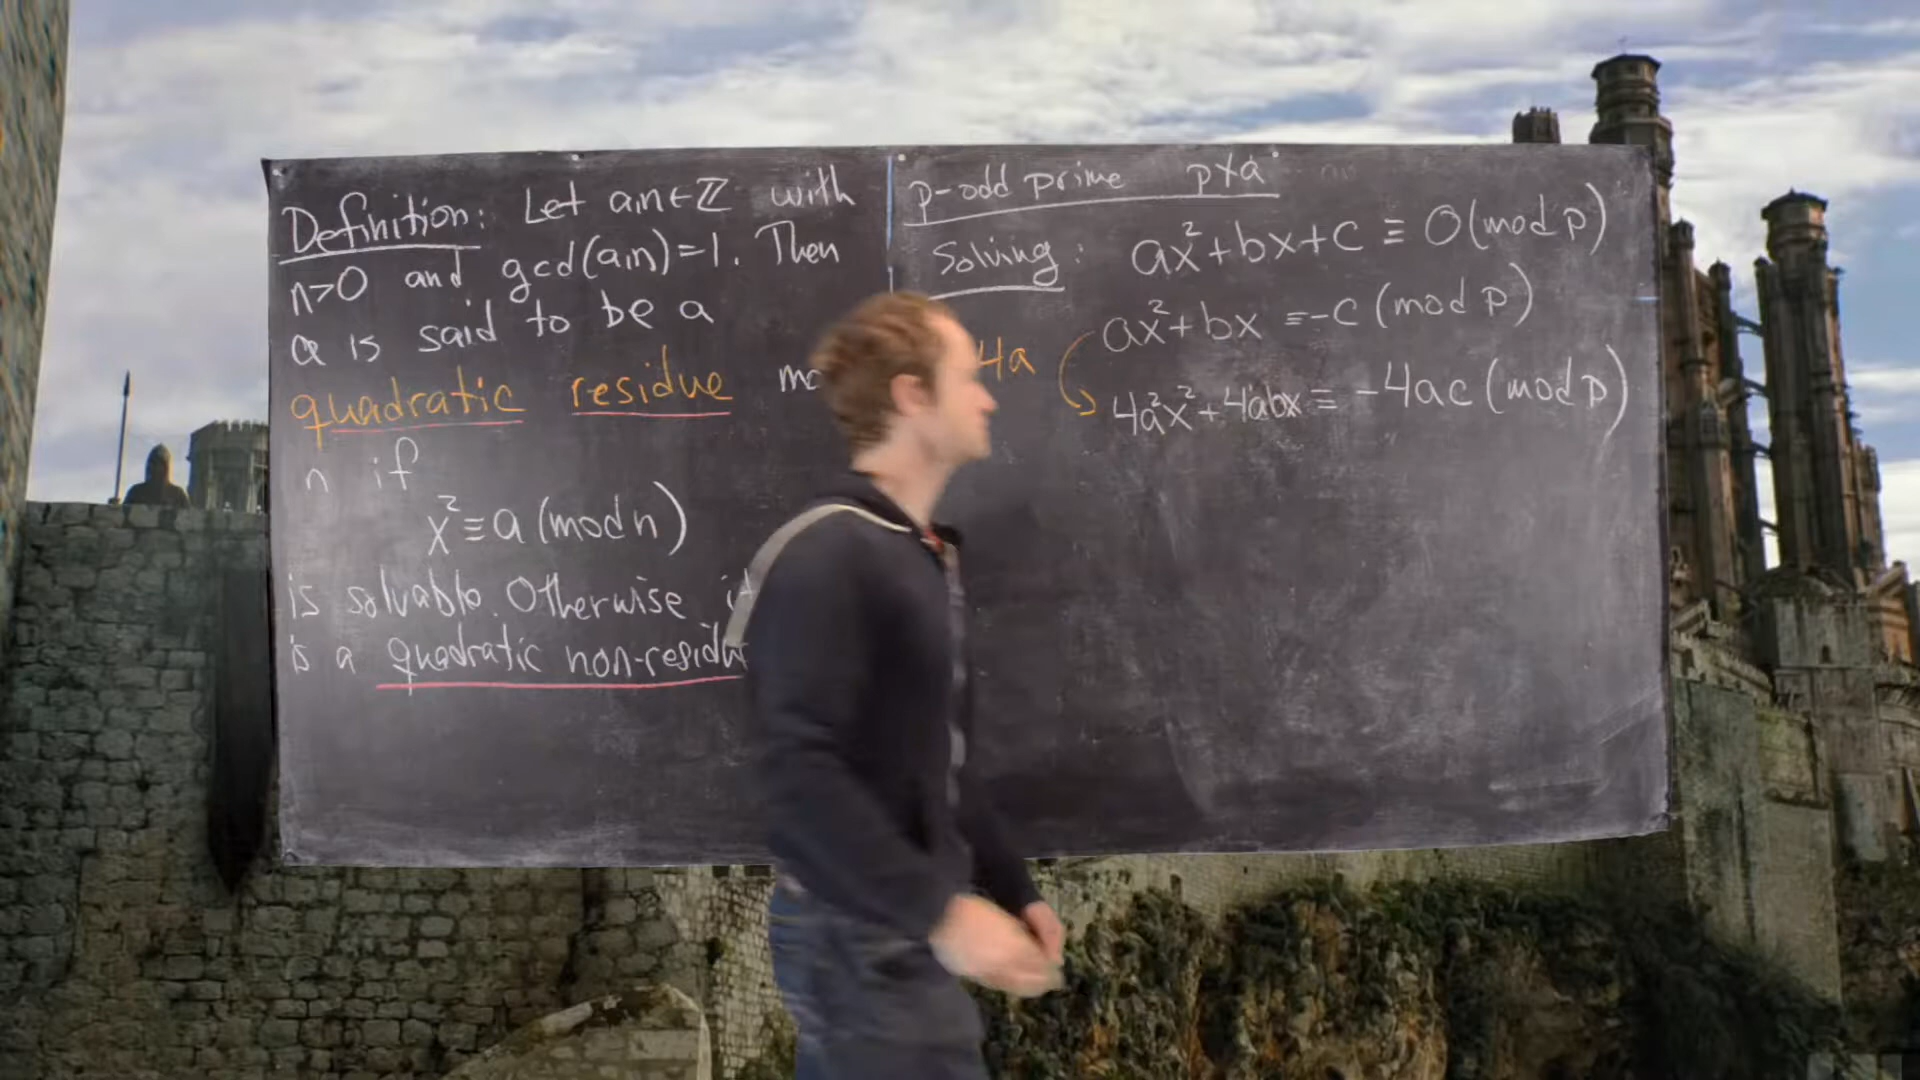 Definition: Let a,n∈ℤ with
n>0 and gcd(a,n)=1. Then
a is said to be a
quadratic residue
n if
x²≡a (mod n)
is solvable. Otherwise it
is a quadratic non-residue
p-odd prime p∤a
Solving: ax²+bx+c ≡ 0(mod p)
ax²+bx ≡-c (mod p)
4a
4a²x²+4abx ≡ -4ac (mod p)